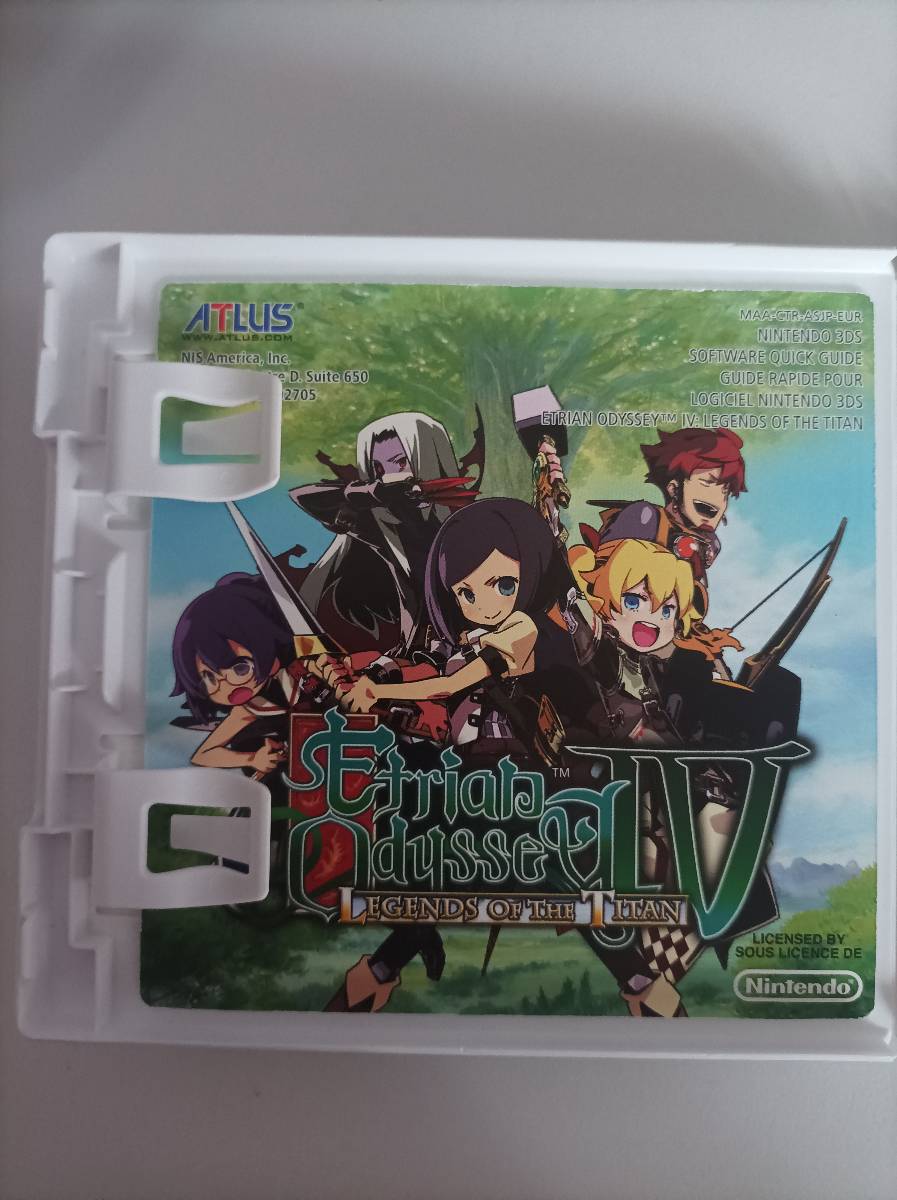 ATLUS®
WWW.ATLUS.COM
NIS America, Inc.
D. Suite 650
MAA-CTR-ASJP-EUR
NINTENDO 3DS
SOFTWARE QUICK GUIDE
GUIDE RAPIDE POUR
LOGICIEL NINTENDO 3DS
ETRIAN ODYSSEY™ IV: LEGENDS OF THE TITAN
Etrian™
Odyssey IV
LEGENDS OF THE TITAN
LICENSED BY
SOUS LICENCE DE
Nintendo®